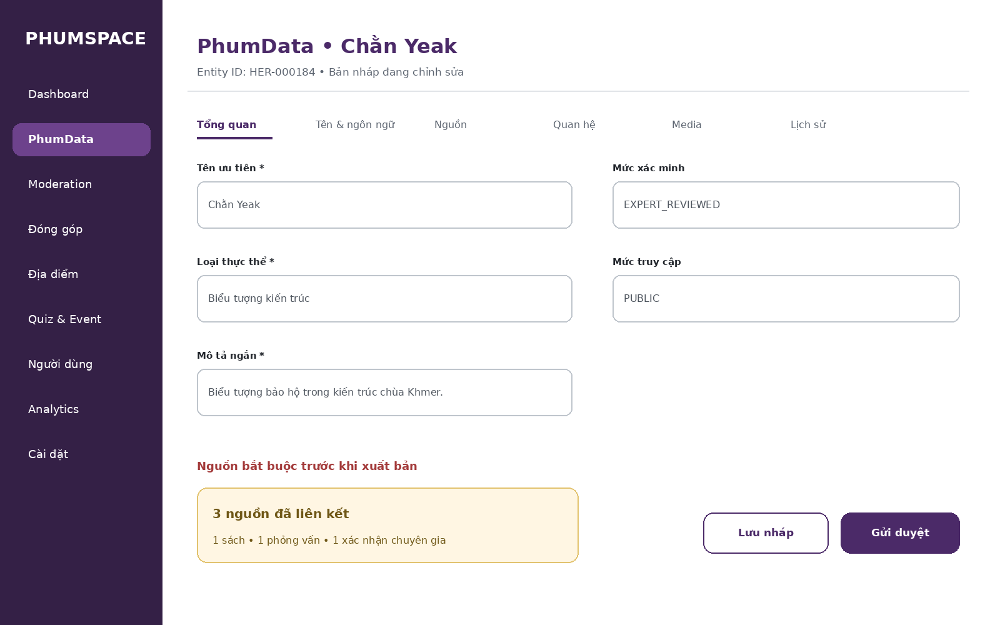 PHUMSPACE
Dashboard
PhumData
Moderation
Đóng góp
Địa điểm
Quiz & Event
Người dùng
Analytics
Cài đặt
PhumData • Chằn Yeak
Entity ID: HER-000184 • Bản nháp đang chỉnh sửa
Tổng quan
Tên & ngôn ngữ
Nguồn
Quan hệ
Media
Lịch sử
Tên ưu tiên *
Chằn Yeak
Mức xác minh
EXPERT_REVIEWED
Loại thực thể *
Biểu tượng kiến trúc
Mức truy cập
PUBLIC
Mô tả ngắn *
Biểu tượng bảo hộ trong kiến trúc chùa Khmer.
Nguồn bắt buộc trước khi xuất bản
3 nguồn đã liên kết
1 sách • 1 phỏng vấn • 1 xác nhận chuyên gia
Lưu nháp
Gửi duyệt